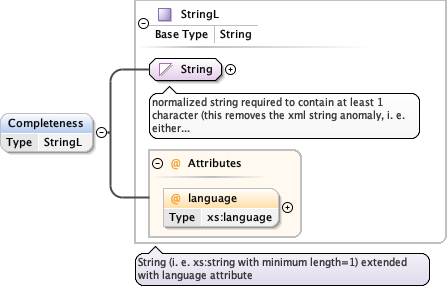 StringL
Base Type String
String
normalized string required to contain at least 1
character (this removes the xml string anomaly, i. e.
either...
Completeness
Type StringL
@ Attributes
@ language
Type xs:language
String (i. e. xs:string with minimum length=1) extended
with language attribute